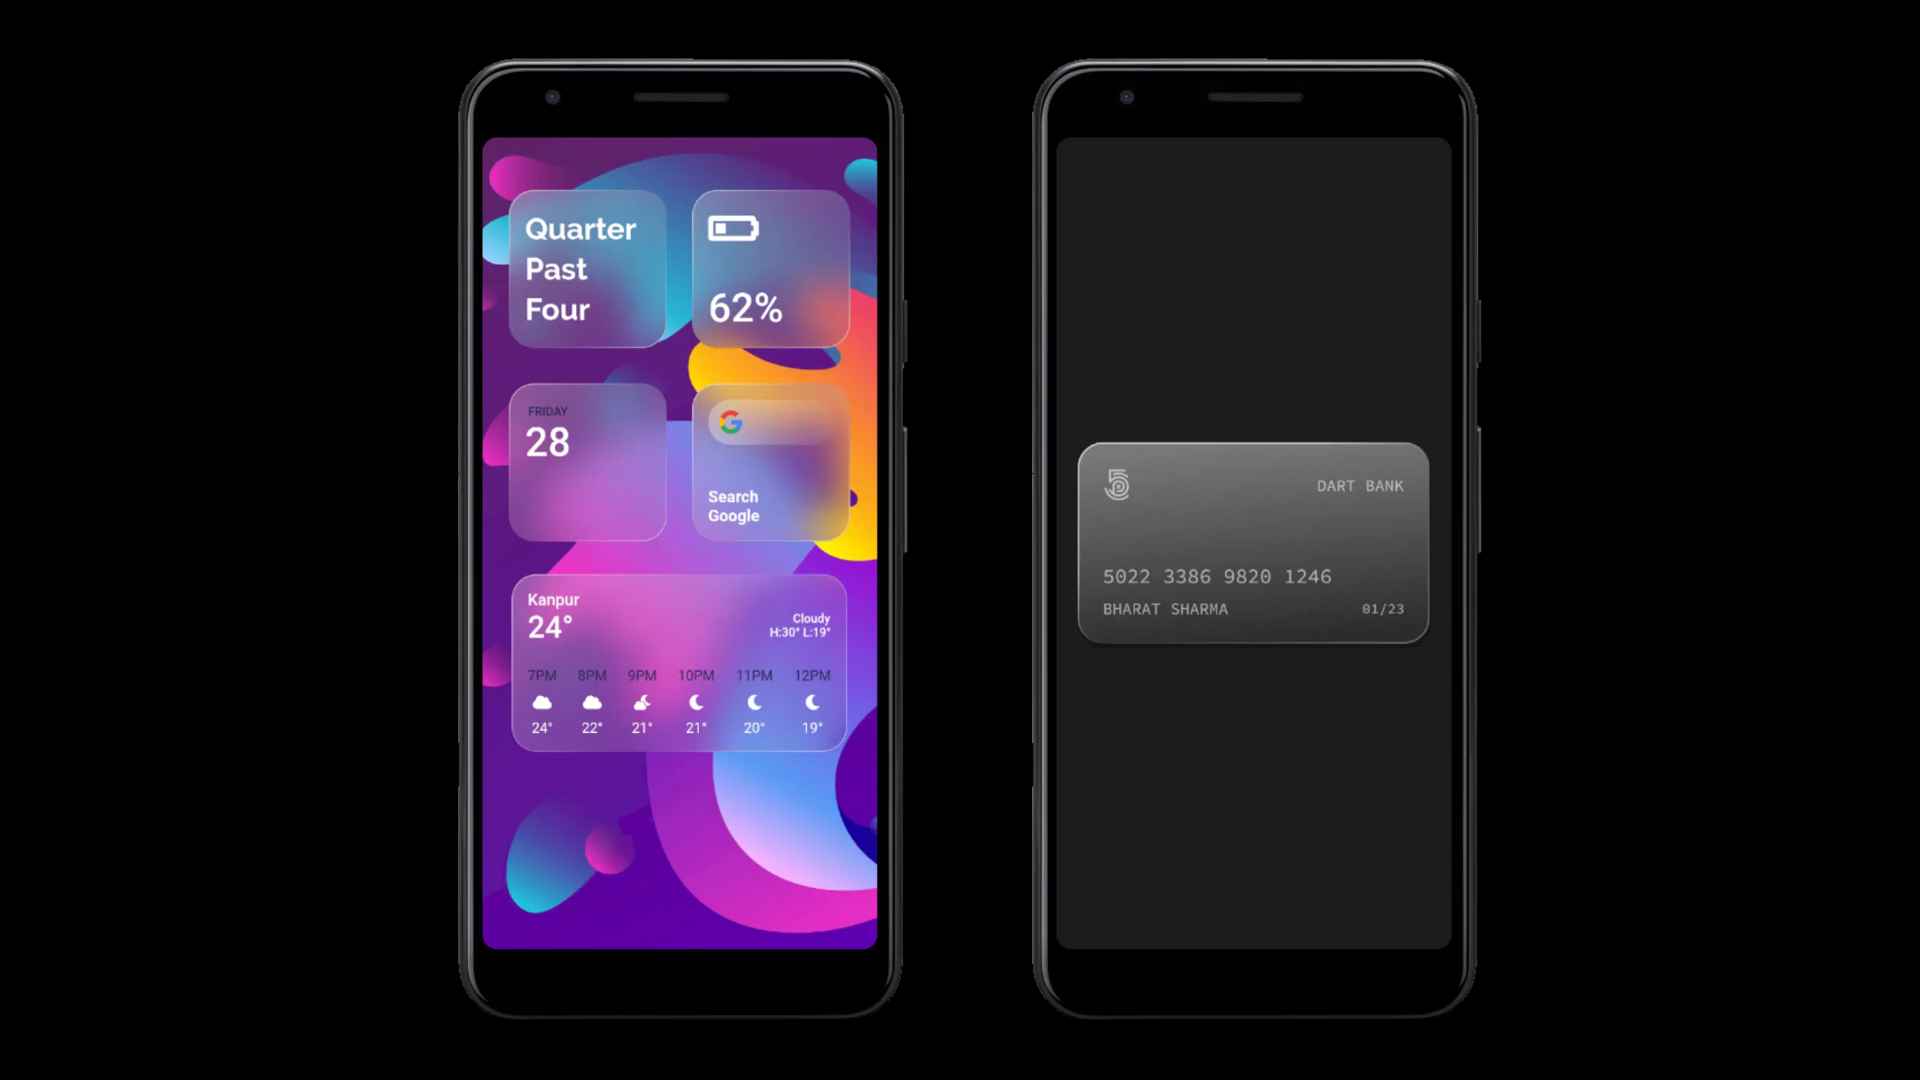 Quarter
Past
Four
62%
FRIDAY
28
Search
Google
Kanpur
24°
Cloudy
H:30° L:19°
7PM 8PM 9PM 10PM 11PM 12PM
24° 22° 21° 21° 20° 19°
DART BANK
5022 3386 9820 1246
BHARAT SHARMA 01/23